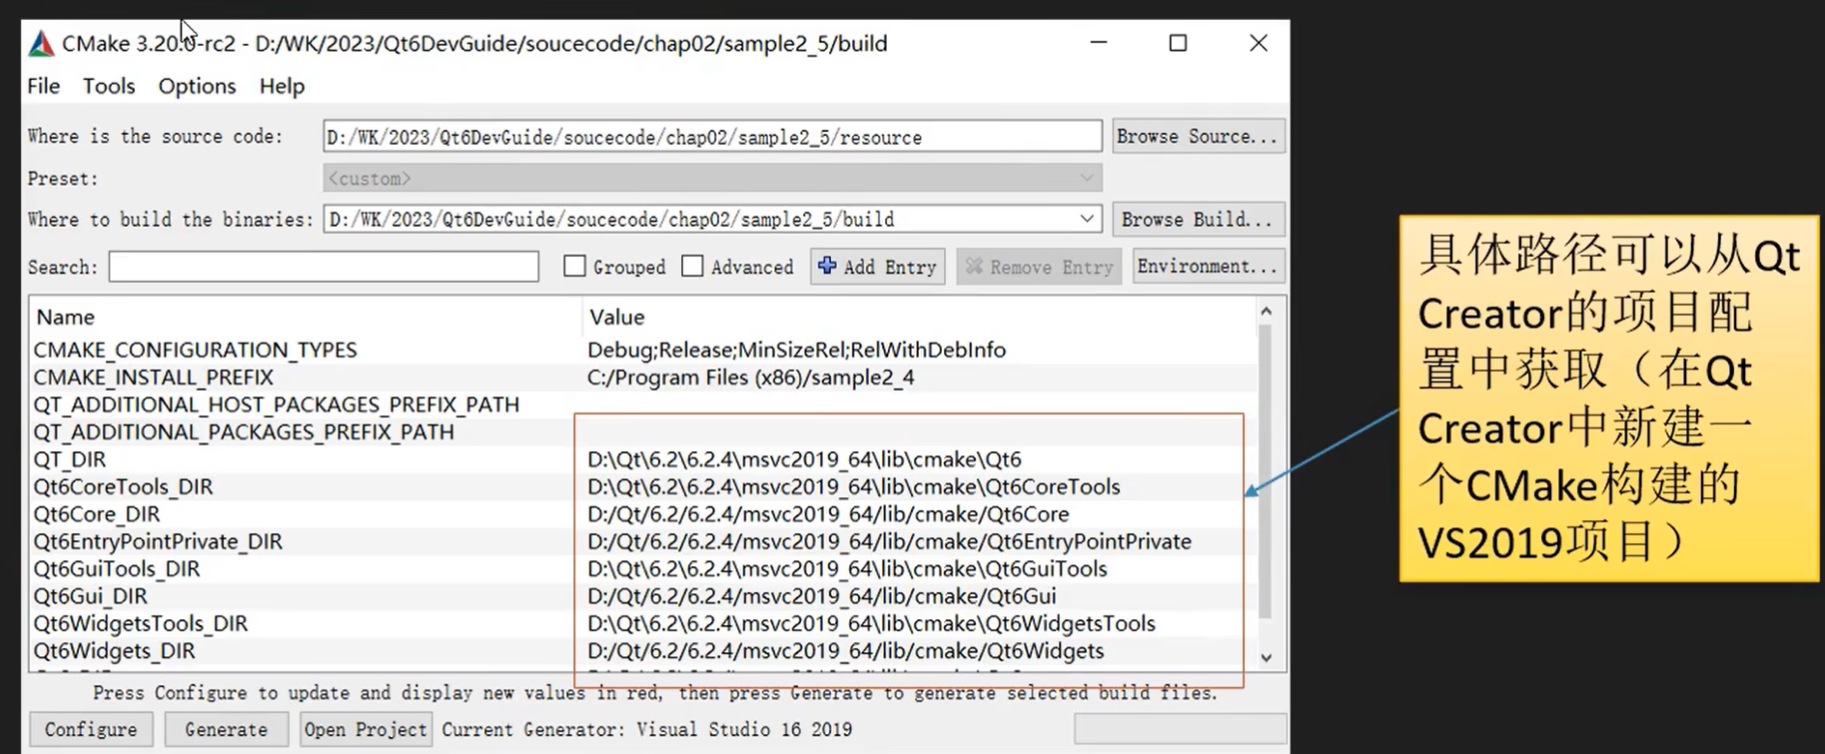 CMake 3.20.0-rc2 - D:/WK/2023/Qt6DevGuide/soucecode/chap02/sample2_5/build
File Tools Options Help
Where is the source code: D:/WK/2023/Qt6DevGuide/soucecode/chap02/sample2_5/resource Browse Source...
Preset: <custom>
Where to build the binaries: D:/WK/2023/Qt6DevGuide/soucecode/chap02/sample2_5/build Browse Build...
Search: Grouped Advanced Add Entry Remove Entry Environment...
Name Value
CMAKE_CONFIGURATION_TYPES Debug;Release;MinSizeRel;RelWithDebInfo
CMAKE_INSTALL_PREFIX C:/Program Files (x86)/sample2_4
QT_ADDITIONAL_HOST_PACKAGES_PREFIX_PATH
QT_ADDITIONAL_PACKAGES_PREFIX_PATH
QT_DIR D:\Qt\6.2\6.2.4\msvc2019_64\lib\cmake\Qt6
Qt6CoreTools_DIR D:\Qt\6.2\6.2.4\msvc2019_64\lib\cmake\Qt6CoreTools
Qt6Core_DIR D:/Qt/6.2/6.2.4/msvc2019_64/lib/cmake/Qt6Core
Qt6EntryPointPrivate_DIR D:/Qt/6.2/6.2.4/msvc2019_64/lib/cmake/Qt6EntryPointPrivate
Qt6GuiTools_DIR D:\Qt\6.2\6.2.4\msvc2019_64\lib\cmake\Qt6GuiTools
Qt6Gui_DIR D:/Qt/6.2/6.2.4/msvc2019_64/lib/cmake/Qt6Gui
Qt6WidgetsTools_DIR D:\Qt\6.2\6.2.4\msvc2019_64\lib\cmake\Qt6WidgetsTools
Qt6Widgets_DIR D:/Qt/6.2/6.2.4/msvc2019_64/lib/cmake/Qt6Widgets
Press Configure to update and display new values in red, then press Generate to generate selected build files.
Configure Generate Open Project Current Generator: Visual Studio 16 2019
具体路径可以从Qt
Creator的项目配
置中获取（在Qt
Creator中新建一
个CMake构建的
VS2019项目）